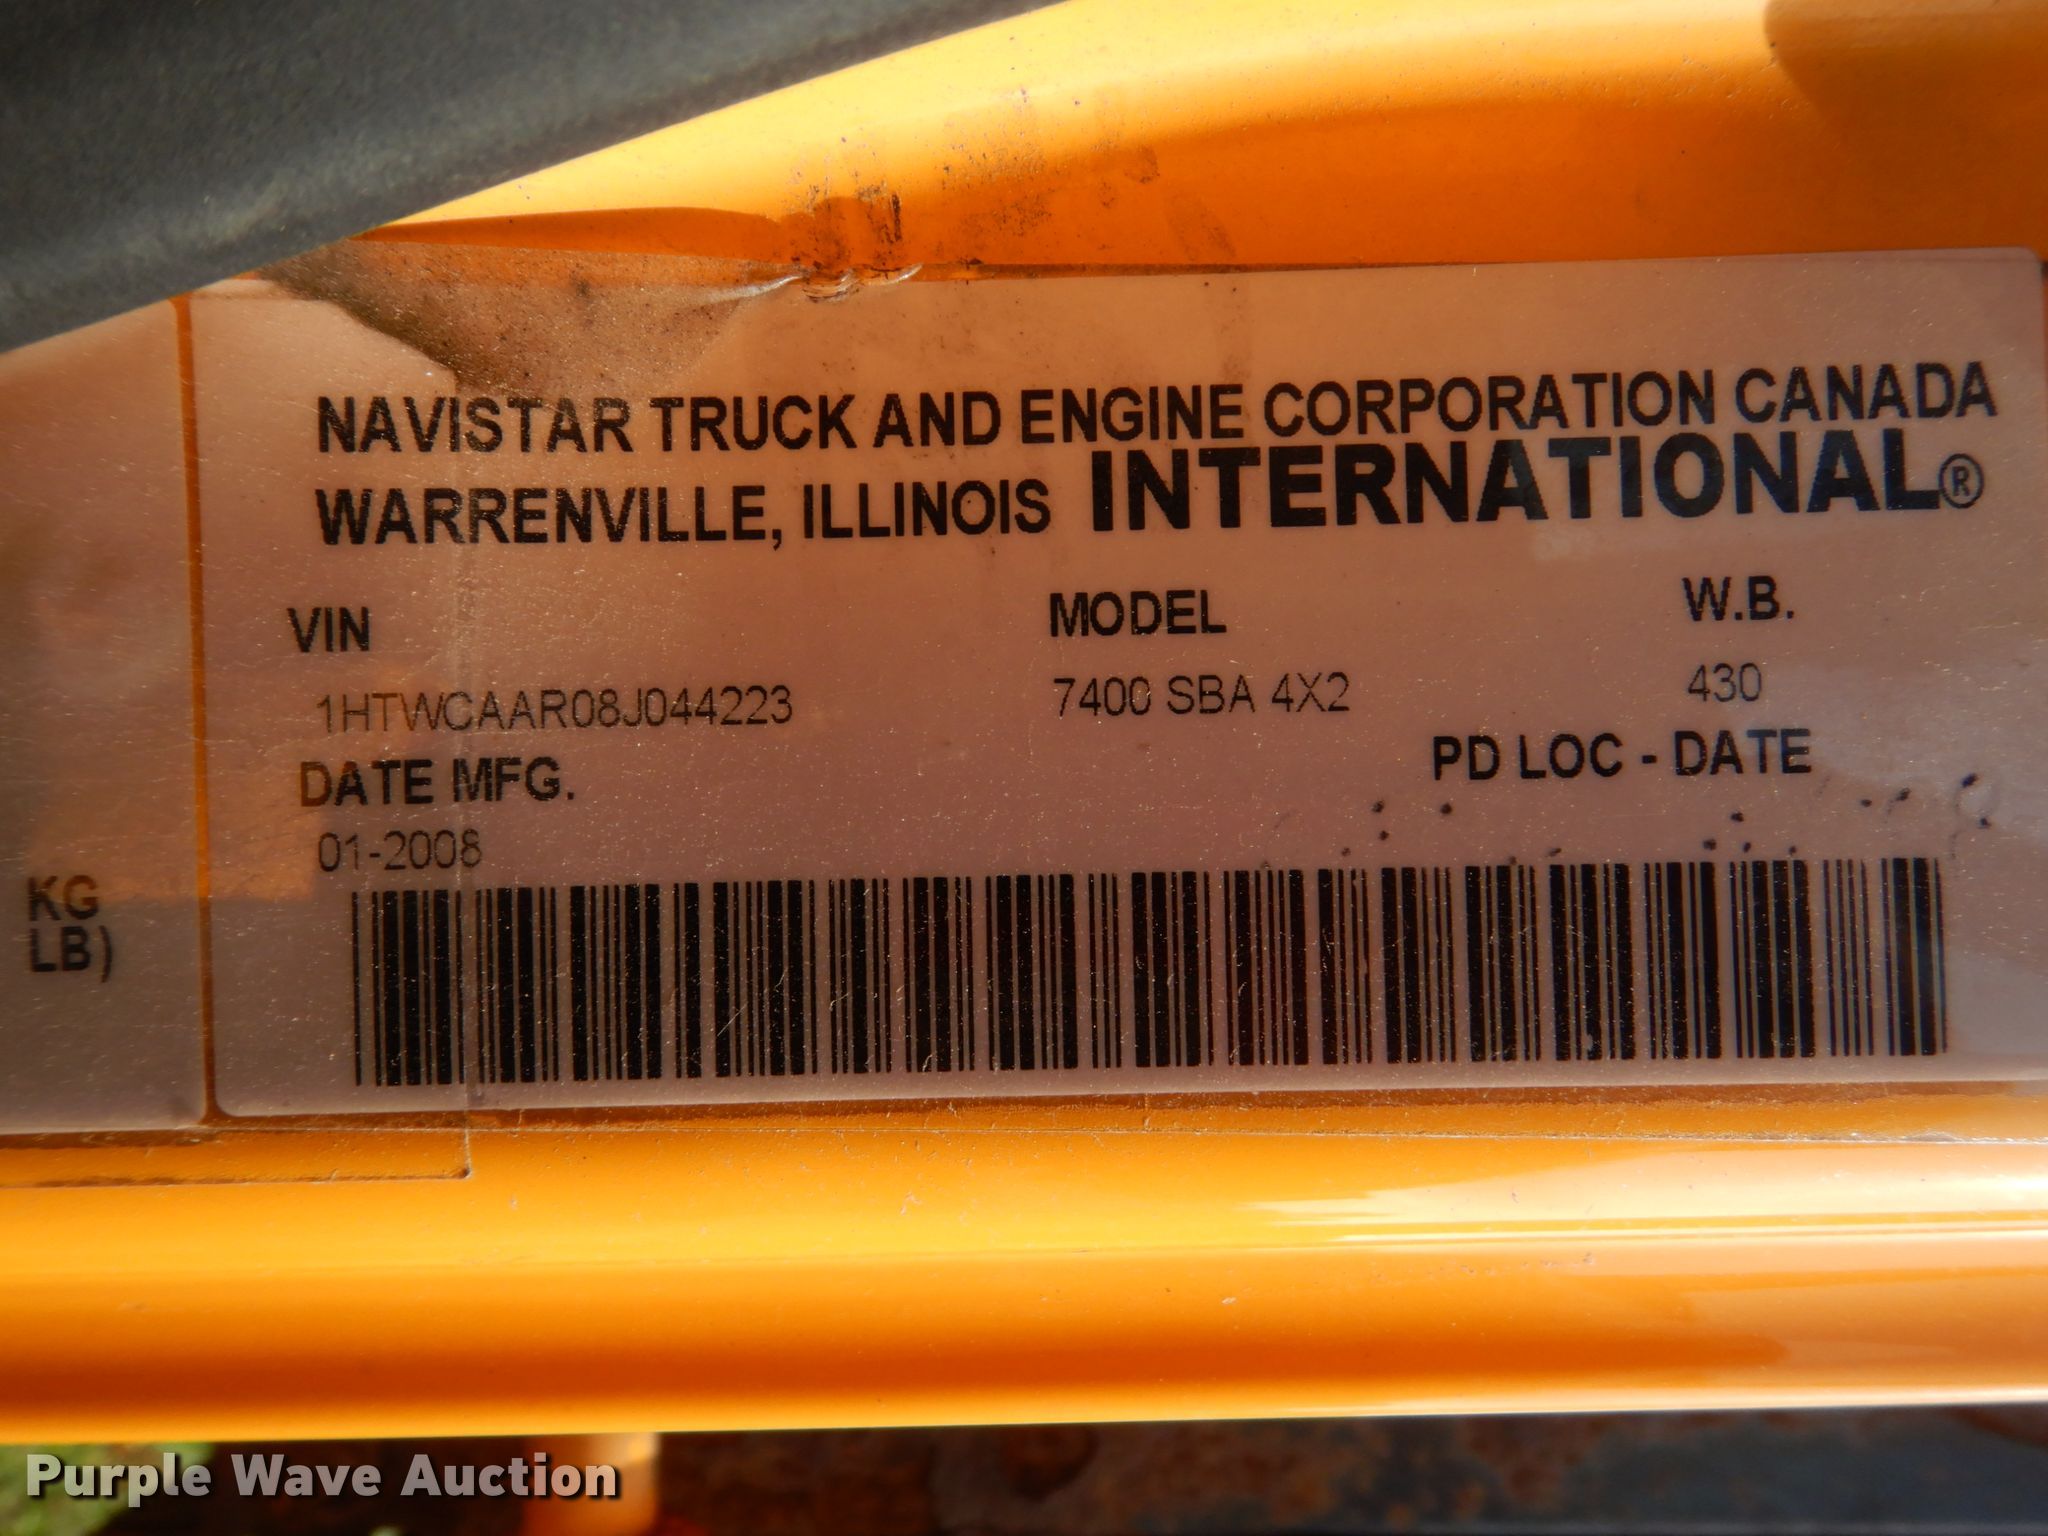 NAVISTAR TRUCK AND ENGINE CORPORATION CANADA
WARRENVILLE, ILLINOIS INTERNATIONAL®
VIN MODEL W.B.
1HTWCAAR08J044223 7400 SBA 4X2 430
DATE MFG. PD LOC - DATE
01-2008
KG
LB)
Purple Wave Auction